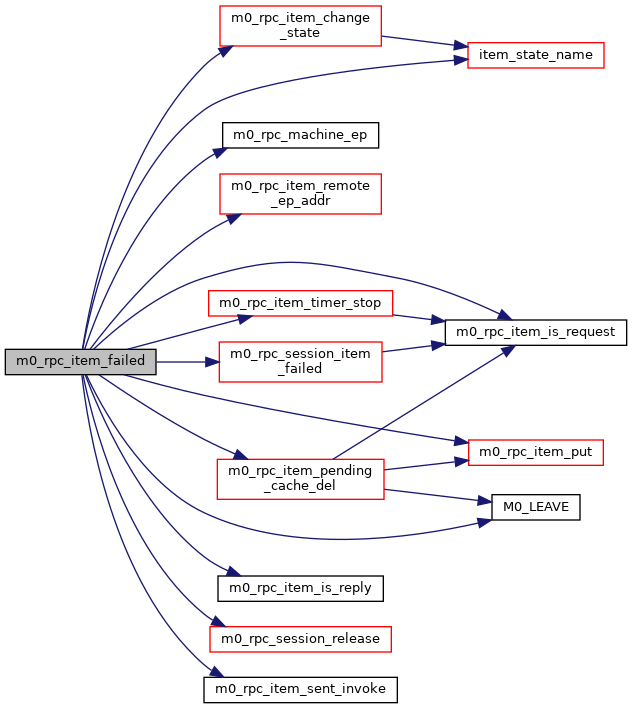 m0_rpc_item_change
_state
item_state_name
m0_rpc_machine_ep
m0_rpc_item_remote
_ep_addr
m0_rpc_item_timer_stop
m0_rpc_item_is_request
m0_rpc_item_failed
m0_rpc_session_item
_failed
m0_rpc_item_put
m0_rpc_item_pending
_cache_del
M0_LEAVE
m0_rpc_item_is_reply
m0_rpc_session_release
m0_rpc_item_sent_invoke